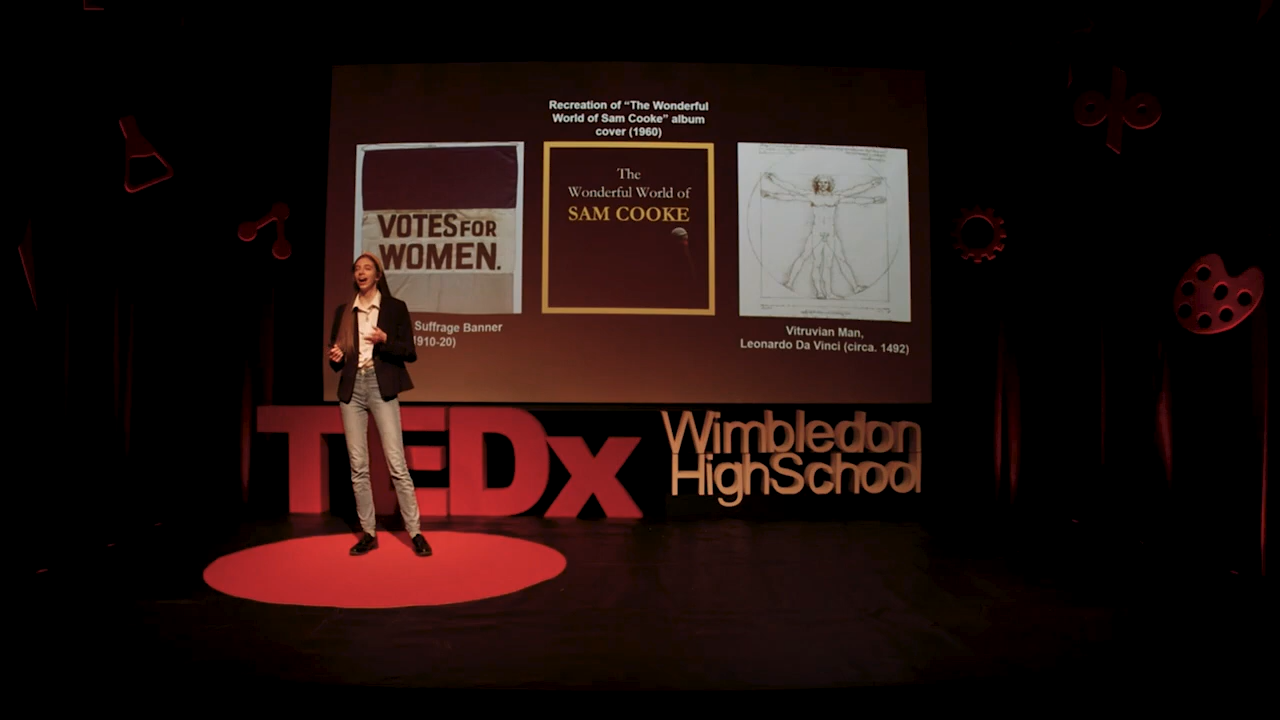 Recreation of “The Wonderful
World of Sam Cooke” album
cover (1960)
VOTES FOR
WOMEN.
Suffrage Banner
1910-20)
The
Wonderful World of
SAM COOKE
Vitruvian Man,
Leonardo Da Vinci (circa. 1492)
TEDx
Wimbledon
HighSchool